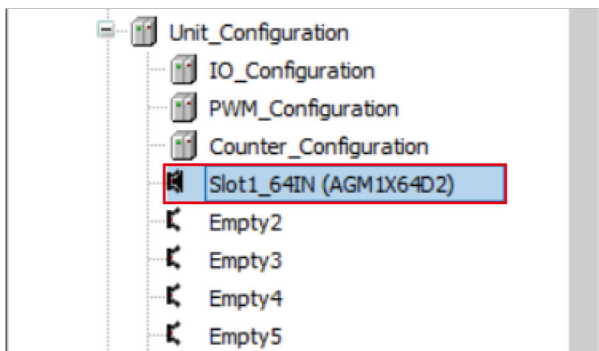 Unit_Configuration
IO_Configuration
PWM_Configuration
Counter_Configuration
Slot1_64IN (AGM1X64D2)
Empty2
Empty3
Empty4
Empty5